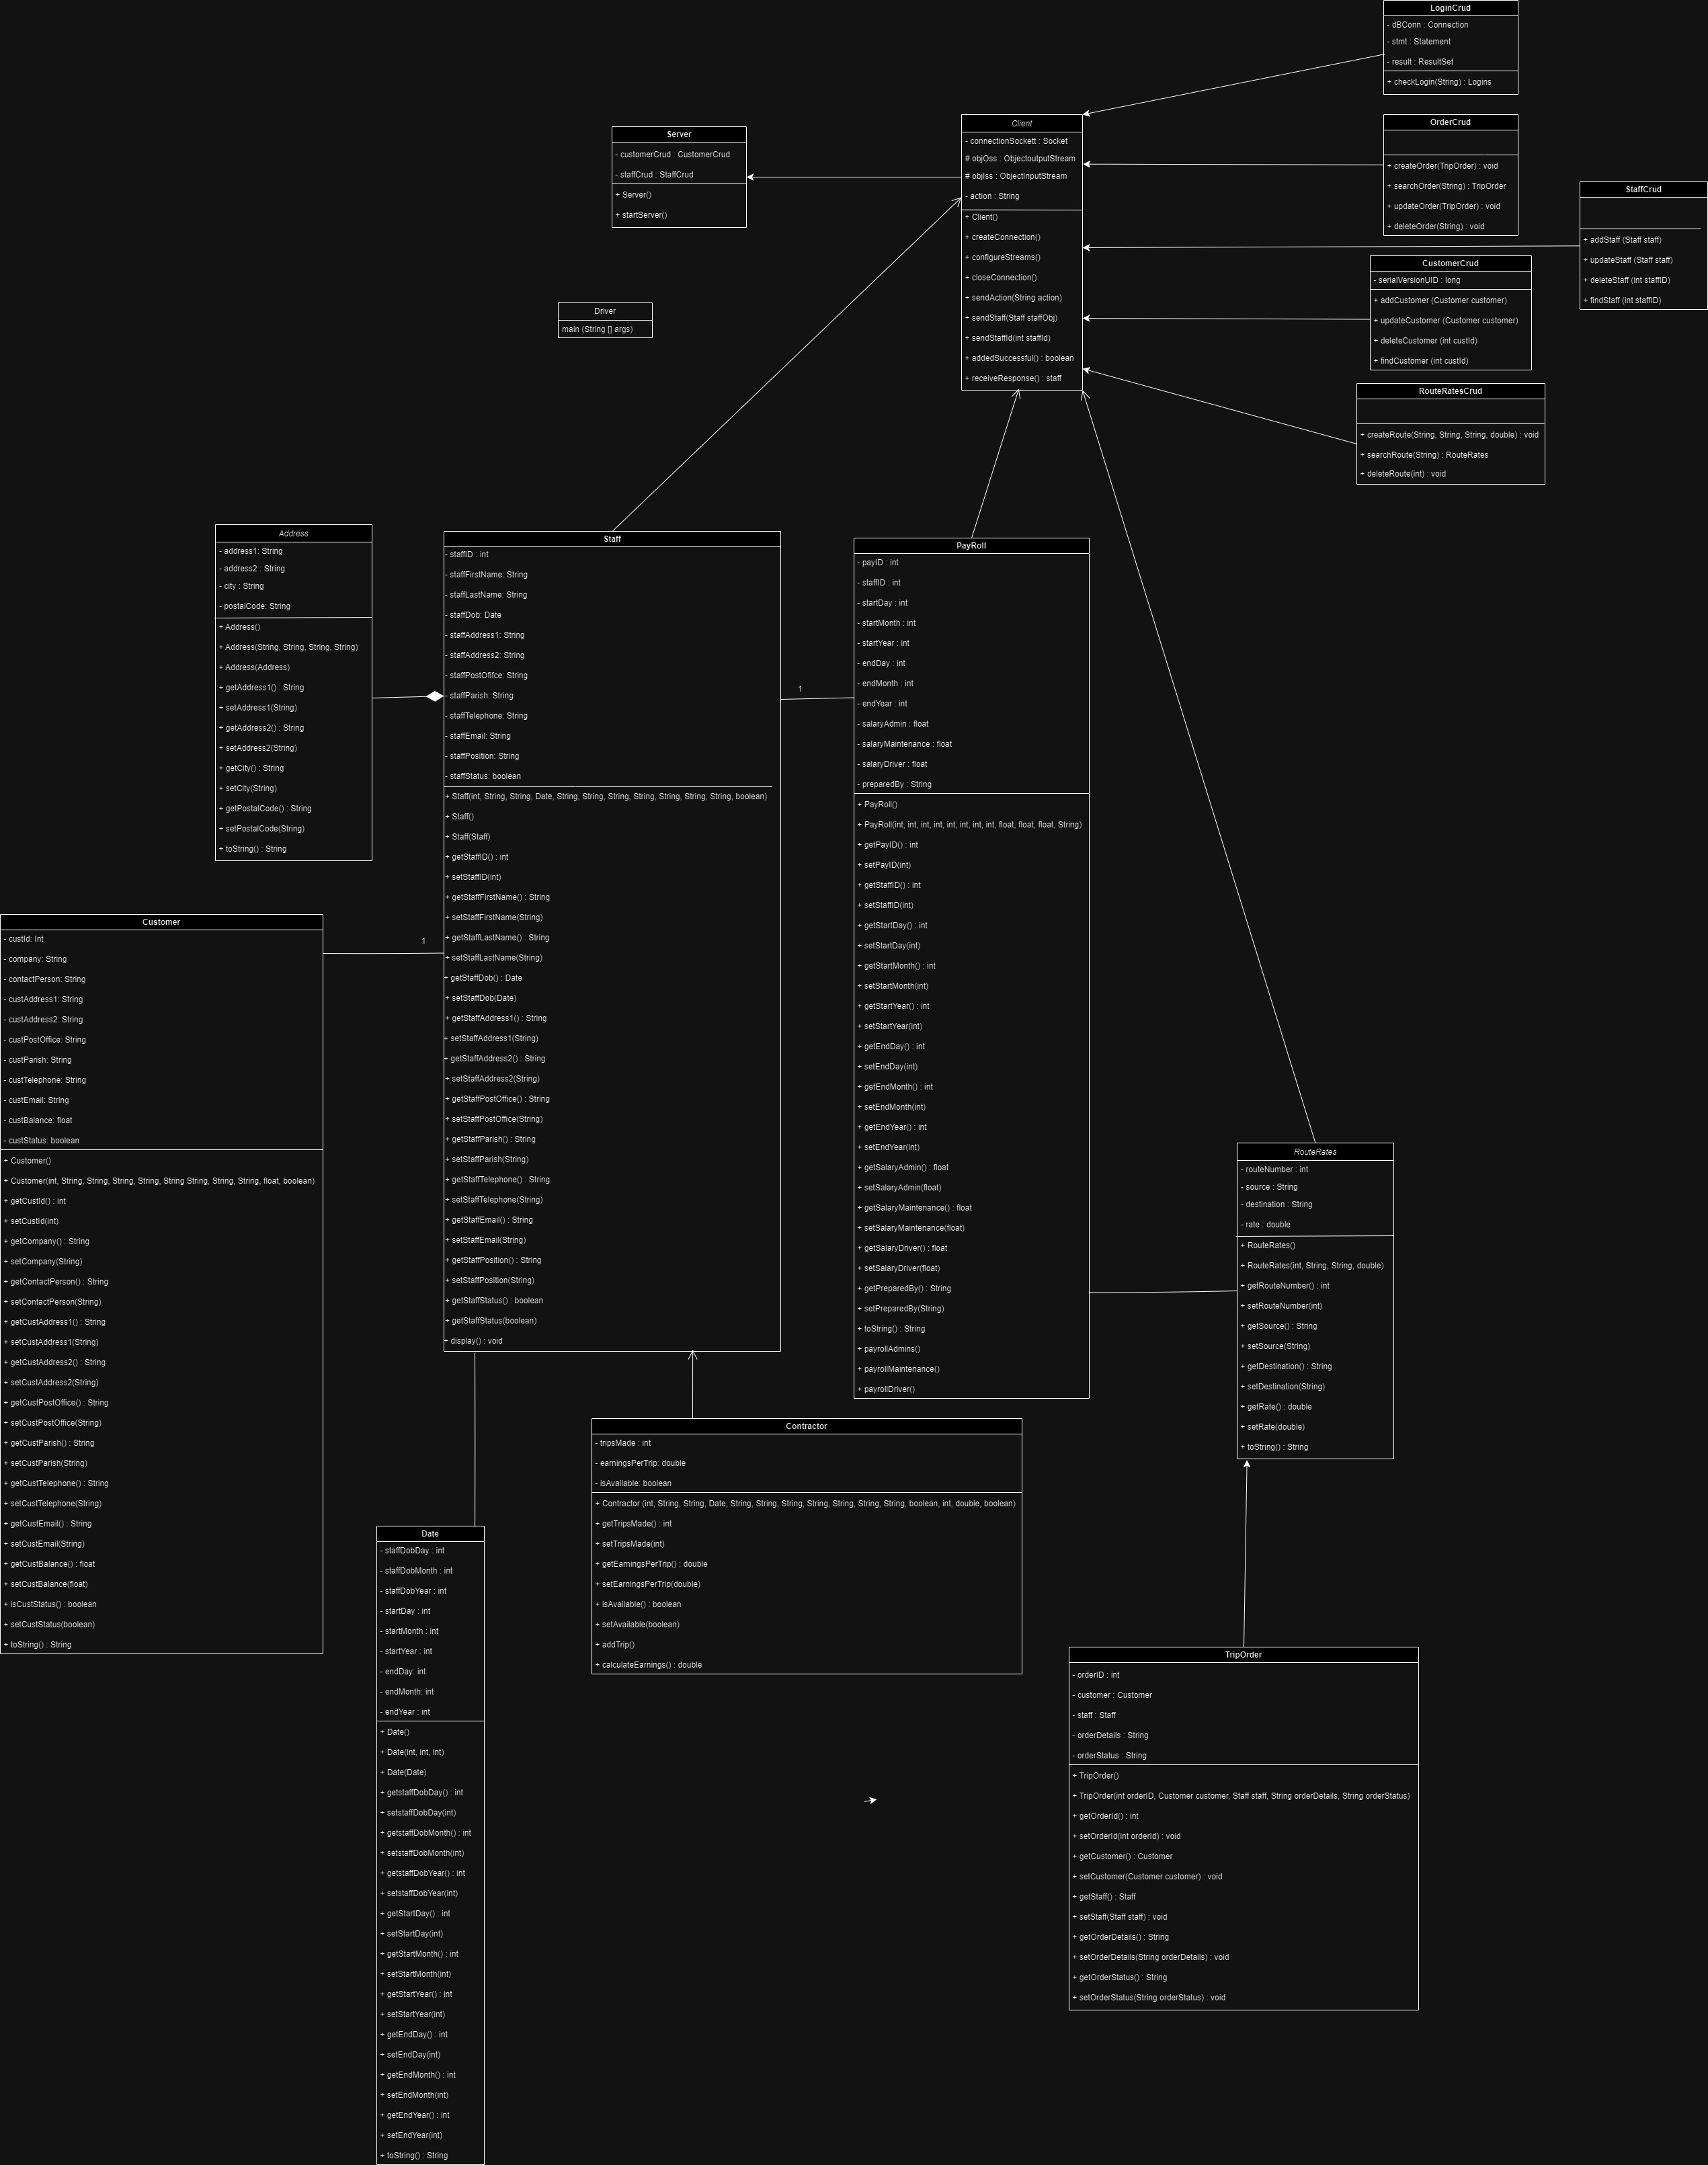 LoginCrud
- dBConn : Connection
- stmt : Statement
- result : ResultSet
+ checkLogin(String) : Logins
Server
- customerCrud : CustomerCrud
- staffCrud : StaffCrud
+ Server()
+ startServer()
Client
- connectionSockett : Socket
# objOss : ObjectoutputStream
# objIss : ObjectInputStream
- action : String
+ Client()
+ createConnection()
+ configureStreams()
+ closeConnection()
+ sendAction(String action)
+ sendStaff(Staff staffObj)
+ sendStaffId(int staffId)
+ addedSuccessful() : boolean
+ receiveResponse() : staff
OrderCrud
+ createOrder(TripOrder) : void
+ searchOrder(String) : TripOrder
+ updateOrder(TripOrder) : void
+ deleteOrder(String) : void
StaffCrud
+ addStaff (Staff staff)
+ updateStaff (Staff staff)
+ deleteStaff (int staffID)
+ findStaff (int staffID)
CustomerCrud
- serialVersionUID : long
+ addCustomer (Customer customer)
+ updateCustomer (Customer customer)
+ deleteCustomer (int custId)
+ findCustomer (int custId)
Driver
main (String [] args)
RouteRatesCrud
+ createRoute(String, String, String, double) : void
+ searchRoute(String) : RouteRates
+ deleteRoute(int) : void
Address
- address1: String
- address2 : String
- city : String
- postalCode: String
+ Address()
+ Address(String, String, String, String)
+ Address(Address)
+ getAddress1() : String
+ setAddress1(String)
+ getAddress2() : String
+ setAddress2(String)
+ getCity() : String
+ setCity(String)
+ getPostalCode() : String
+ setPostalCode(String)
+ toString() : String
Staff
- staffID : int
- staffFirstName: String
- staffLastName: String
- staffDob: Date
- staffAddress1: String
- staffAddress2: String
- staffPostOfifce: String
- staffParish: String
- staffTelephone: String
- staffEmail: String
- staffPosition: String
- staffStatus: boolean
+ Staff(int, String, String, Date, String, String, String, String, String, String, String, boolean)
+ Staff()
+ Staff(Staff)
+ getStaffID() : int
+ setStaffID(int)
+ getStaffFirstName() : String
+ setStaffFirstName(String)
+ getStaffLastName() : String
+ setStaffLastName(String)
+ getStaffDob() : Date
+ setStaffDob(Date)
+ getStaffAddress1() : String
+ setStaffAddress1(String)
+ getStaffAddress2() : String
+ setStaffAddress2(String)
+ getStaffPostOffice() : String
+ setStaffPostOffice(String)
+ getStaffParish() : String
+ setStaffParish(String)
+ getStaffTelephone() : String
+ setStaffTelephone(String)
+ getStaffEmail() : String
+ setStaffEmail(String)
+ getStaffPosition() : String
+ setStaffPosition(String)
+ getStaffStatus() : boolean
+ getStaffStatus(boolean)
+ display() : void
1
PayRoll
- payID : int
- staffID : int
- startDay : int
- startMonth : int
- startYear : int
- endDay : int
- endMonth : int
- endYear : int
- salaryAdmin : float
- salaryMaintenance : float
- salaryDriver : float
- preparedBy : String
+ PayRoll()
+ PayRoll(int, int, int, int, int, int, int, int, float, float, float, String)
+ getPayID() : int
+ setPayID(int)
+ getStaffID() : int
+ setStaffID(int)
+ getStartDay() : int
+ setStartDay(int)
+ getStartMonth() : int
+ setStartMonth(int)
+ getStartYear() : int
+ setStartYear(int)
+ getEndDay() : int
+ setEndDay(int)
+ getEndMonth() : int
+ setEndMonth(int)
+ getEndYear() : int
+ setEndYear(int)
+ getSalaryAdmin() : float
+ setSalaryAdmin(float)
+ getSalaryMaintenance() : float
+ setSalaryMaintenance(float)
+ getSalaryDriver() : float
+ setSalaryDriver(float)
+ getPreparedBy() : String
+ setPreparedBy(String)
+ toString() : String
+ payrollAdmins()
+ payrollMaintenance()
+ payrollDriver()
Customer
- custId: Int
- company: String
- contactPerson: String
- custAddress1: String
- custAddress2: String
- custPostOffice: String
- custParish: String
- custTelephone: String
- custEmail: String
- custBalance: float
- custStatus: boolean
+ Customer()
+ Customer(int, String, String, String, String, String String, String, String, float, boolean)
+ getCustId() : int
+ setCustId(int)
+ getCompany() : String
+ setCompany(String)
+ getContactPerson() : String
+ setContactPerson(String)
+ getCustAddress1() : String
+ setCustAddress1(String)
+ getCustAddress2() : String
+ setCustAddress2(String)
+ getCustPostOffice() : String
+ setCustPostOffice(String)
+ getCustParish() : String
+ setCustParish(String)
+ getCustTelephone() : String
+ setCustTelephone(String)
+ getCustEmail() : String
+ setCustEmail(String)
+ getCustBalance() : float
+ setCustBalance(float)
+ isCustStatus() : boolean
+ setCustStatus(boolean)
+ toString() : String
1
RouteRates
- routeNumber : int
- source : String
- destination : String
- rate : double
+ RouteRates()
+ RouteRates(int, String, String, double)
+ getRouteNumber() : int
+ setRouteNumber(int)
+ getSource() : String
+ setSource(String)
+ getDestination() : String
+ setDestination(String)
+ getRate() : double
+ setRate(double)
+ toString() : String
Contractor
- tripsMade : int
- earningsPerTrip: double
- isAvailable: boolean
+ Contractor (int, String, String, Date, String, String, String, String, String, String, String, boolean, int, double, boolean)
+ getTripsMade() : int
+ setTripsMade(int)
+ getEarningsPerTrip() : double
+ setEarningsPerTrip(double)
+ isAvailable() : boolean
+ setAvailable(boolean)
+ addTrip()
+ calculateEarnings() : double
Date
- staffDobDay : int
- staffDobMonth : int
- staffDobYear : int
- startDay : int
- startMonth : int
- startYear : int
- endDay: int
- endMonth: int
- endYear : int
+ Date()
+ Date(int, int, int)
+ Date(Date)
+ getstaffDobDay() : int
+ setstaffDobDay(int)
+ getstaffDobMonth() : int
+ setstaffDobMonth(int)
+ getstaffDobYear() : int
+ setstaffDobYear(int)
+ getStartDay() : int
+ setStartDay(int)
+ getStartMonth() : int
+ setStartMonth(int)
+ getStartYear() : int
+ setStartYear(int)
+ getEndDay() : int
+ setEndDay(int)
+ getEndMonth() : int
+ setEndMonth(int)
+ getEndYear() : int
+ setEndYear(int)
+ toString() : String
TripOrder
- orderID : int
- customer : Customer
- staff : Staff
- orderDetails : String
- orderStatus : String
+ TripOrder()
+ TripOrder(int orderID, Customer customer, Staff staff, String orderDetails, String orderStatus)
+ getOrderId() : int
+ setOrderId(int orderId) : void
+ getCustomer() : Customer
+ setCustomer(Customer customer) : void
+ getStaff() : Staff
+ setStaff(Staff staff) : void
+ getOrderDetails() : String
+ setOrderDetails(String orderDetails) : void
+ getOrderStatus() : String
+ setOrderStatus(String orderStatus) : void